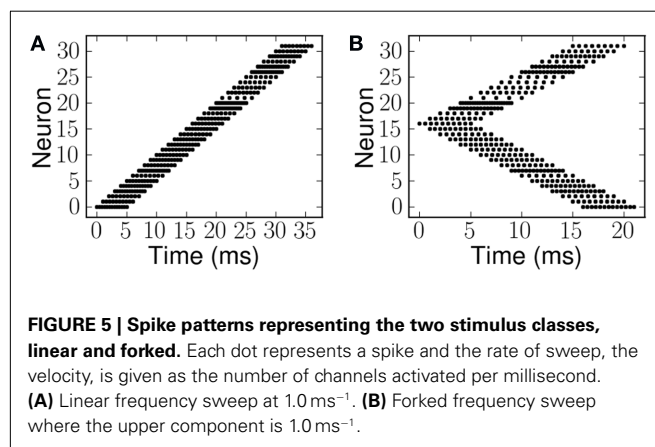 A
B
30
25
20
15
10
5
0
Neuron
0 5 10 15 20 25 30 35
Time (ms)
30
25
20
15
10
5
0
Neuron
0 5 10 15 20
Time (ms)
FIGURE 5 | Spike patterns representing the two stimulus classes,
linear and forked. Each dot represents a spike and the rate of sweep, the
velocity, is given as the number of channels activated per millisecond.
(A) Linear frequency sweep at 1.0 ms⁻¹. (B) Forked frequency sweep
where the upper component is 1.0 ms⁻¹.